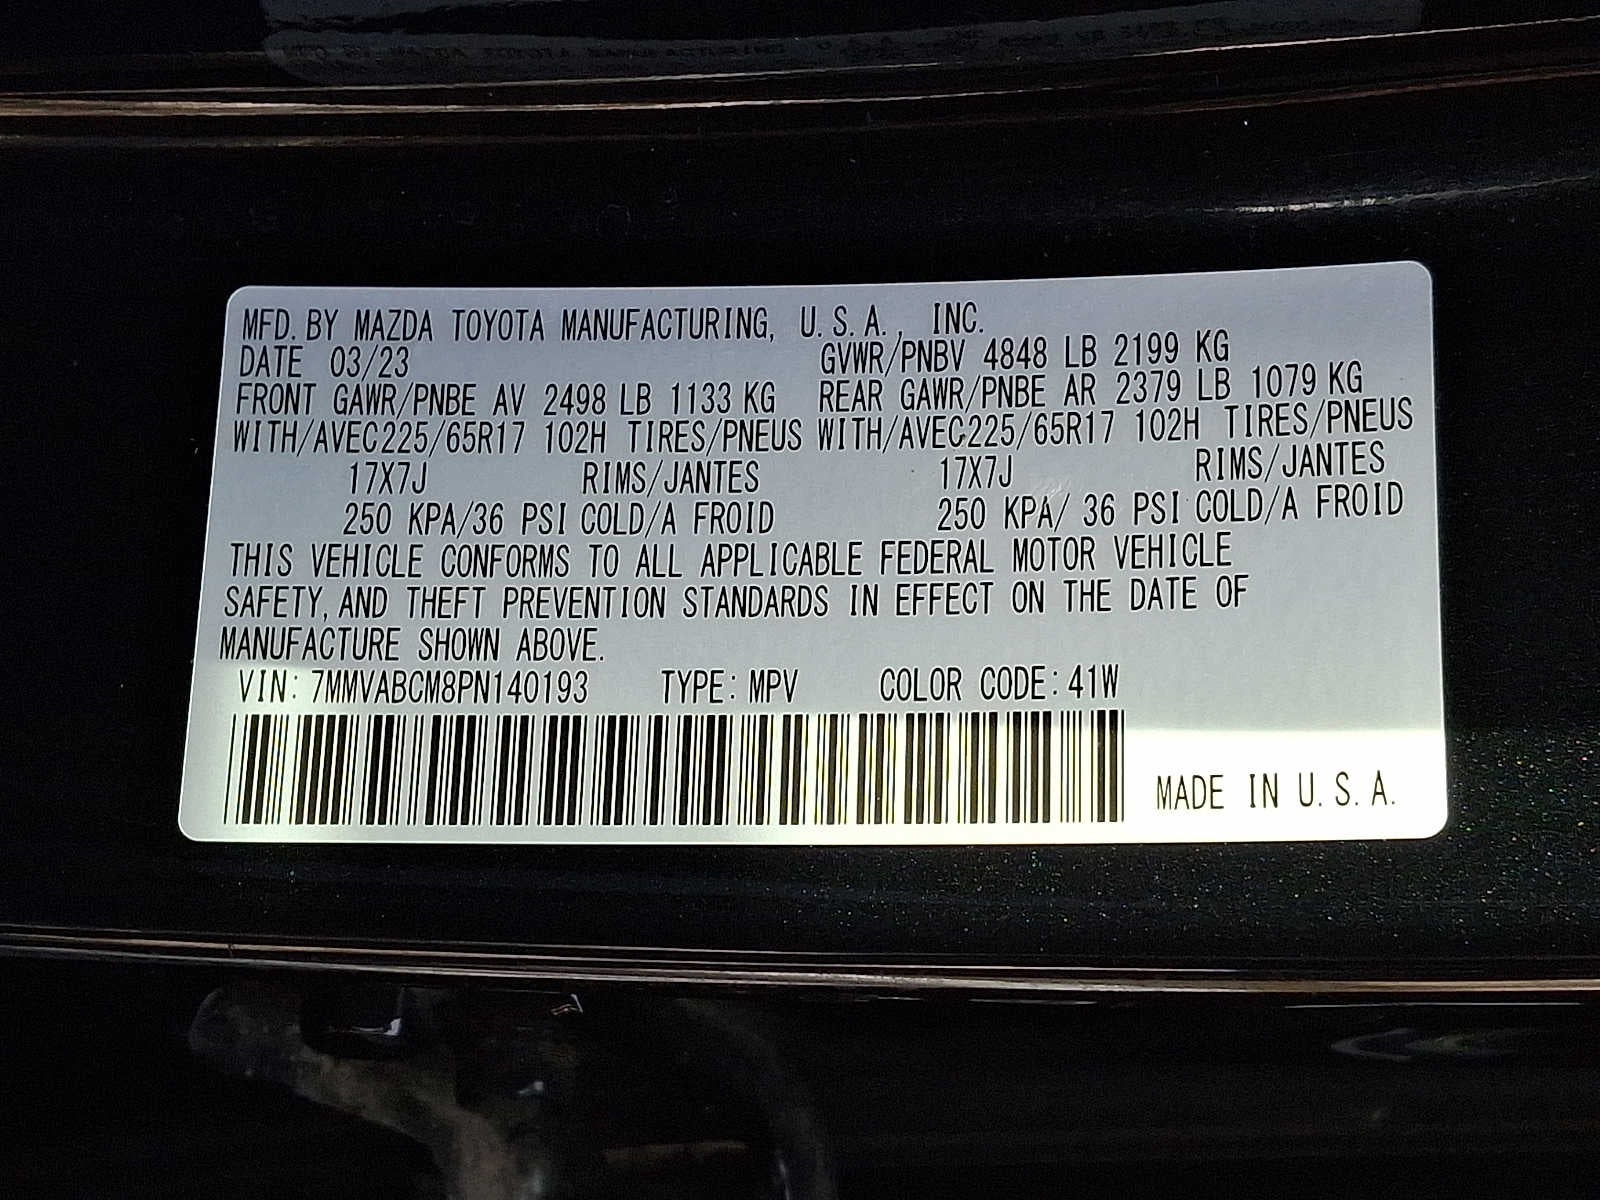 MFD. BY MAZDA TOYOTA MANUFACTURING, U.S.A., INC.
DATE 03/23 GVWR/PNBV 4848 LB 2199 KG
FRONT GAWR/PNBE AV 2498 LB 1133 KG REAR GAWR/PNBE AR 2379 LB 1079 KG
WITH/AVEC225/65R17 102H TIRES/PNEUS WITH/AVEC225/65R17 102H TIRES/PNEUS
17X7J RIMS/JANTES 17X7J RIMS/JANTES
250 KPA/36 PSI COLD/A FROID 250 KPA/ 36 PSI COLD/A FROID
THIS VEHICLE CONFORMS TO ALL APPLICABLE FEDERAL MOTOR VEHICLE
SAFETY, AND THEFT PREVENTION STANDARDS IN EFFECT ON THE DATE OF
MANUFACTURE SHOWN ABOVE.
VIN: 7MMVABCM8PN140193 TYPE: MPV COLOR CODE: 41W
MADE IN U.S.A.